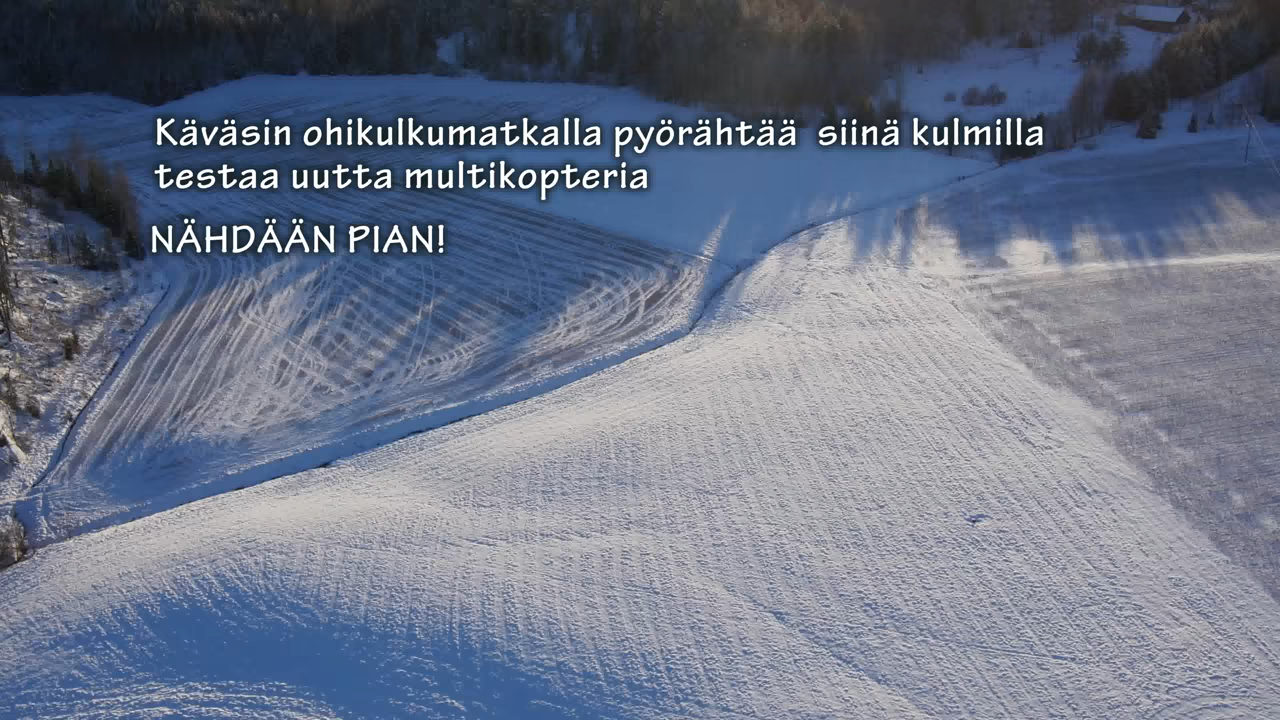 Käväsin ohikulkumatkalla pyörähtää siinä kulmilla
testaa uutta multikopteria
NÄHDÄÄN PIAN!